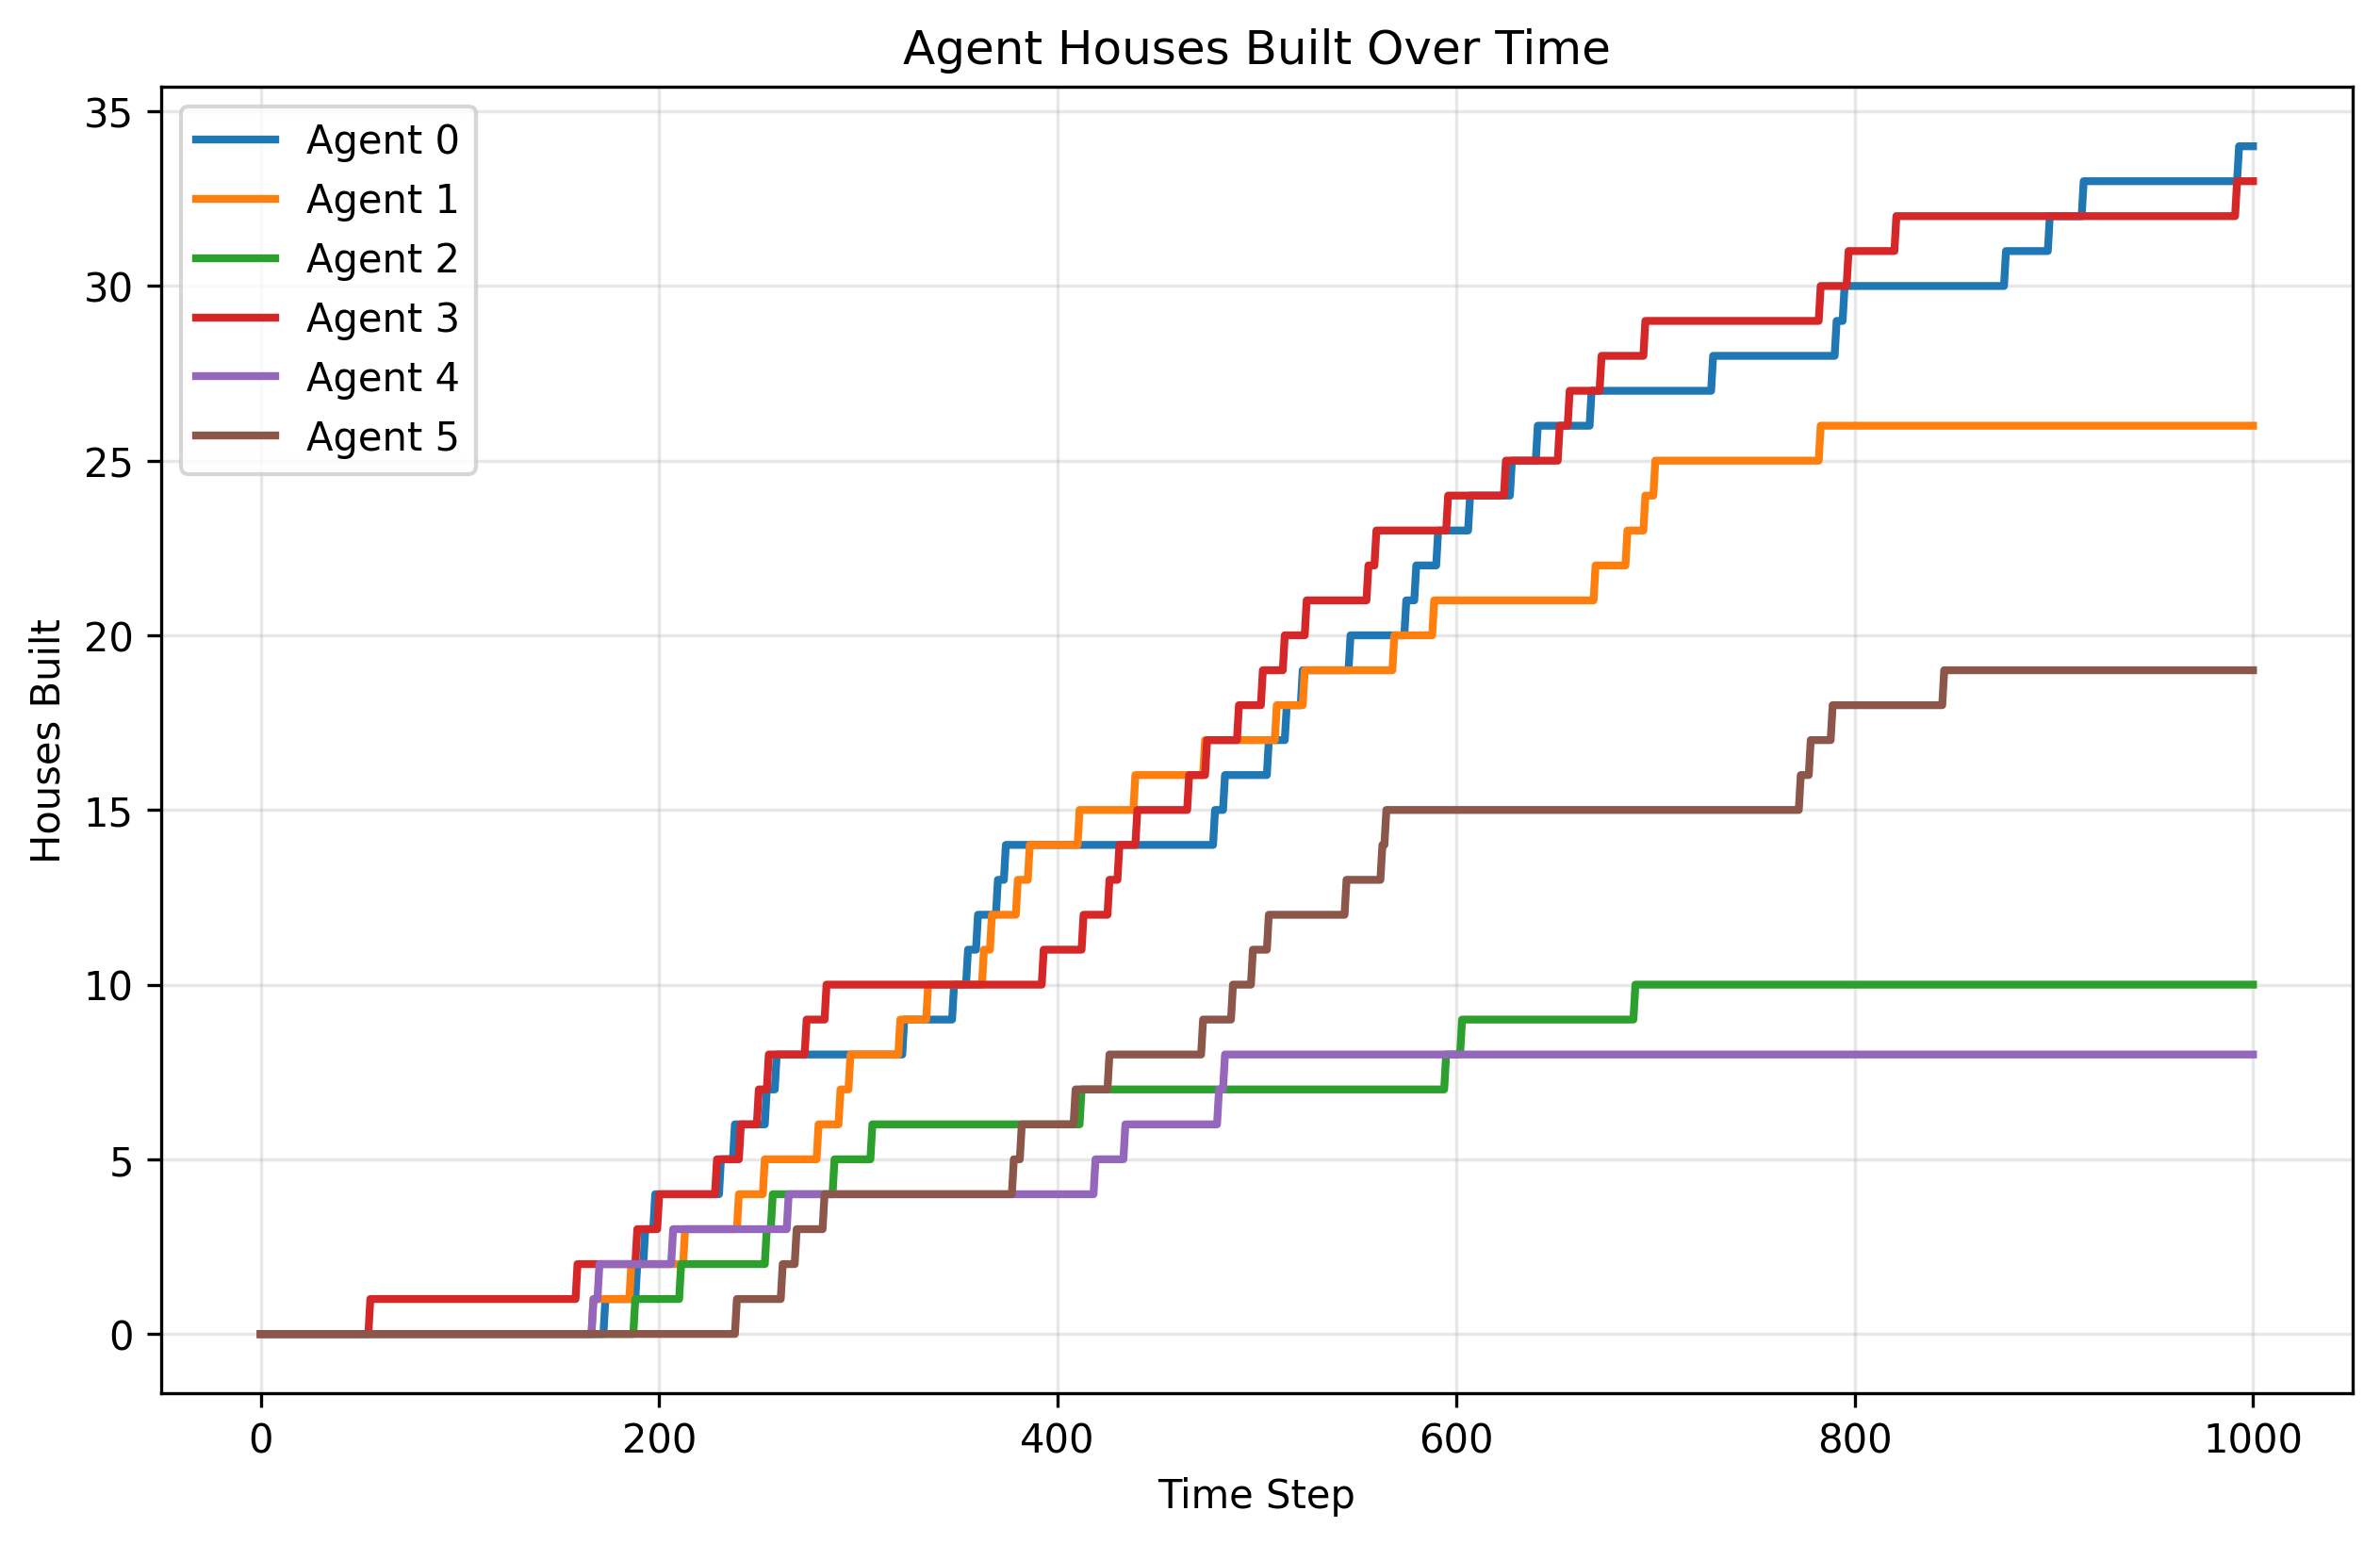 Agent Houses Built Over Time
Houses Built
35
30
25
20
15
10
5
0
Agent 0
Agent 1
Agent 2
Agent 3
Agent 4
Agent 5
0 200 400 600 800 1000
Time Step